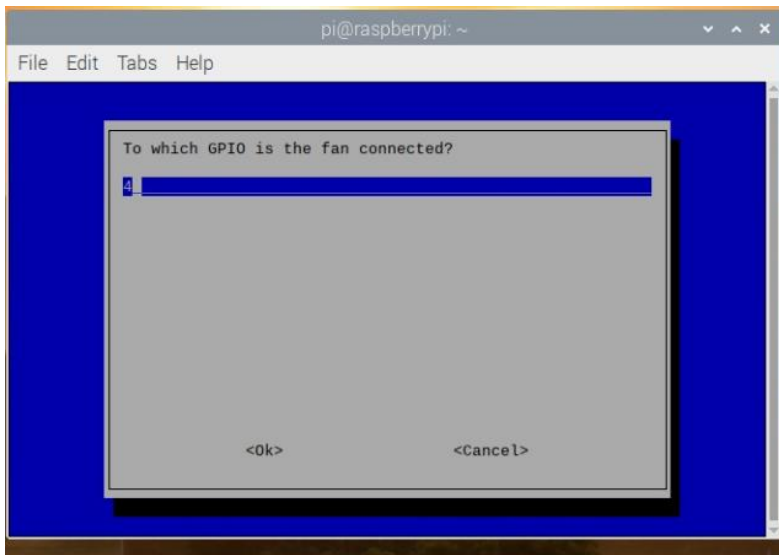 pi@raspberrypi: ~
File Edit Tabs Help
To which GPIO is the fan connected?
4
<Ok> <Cancel>